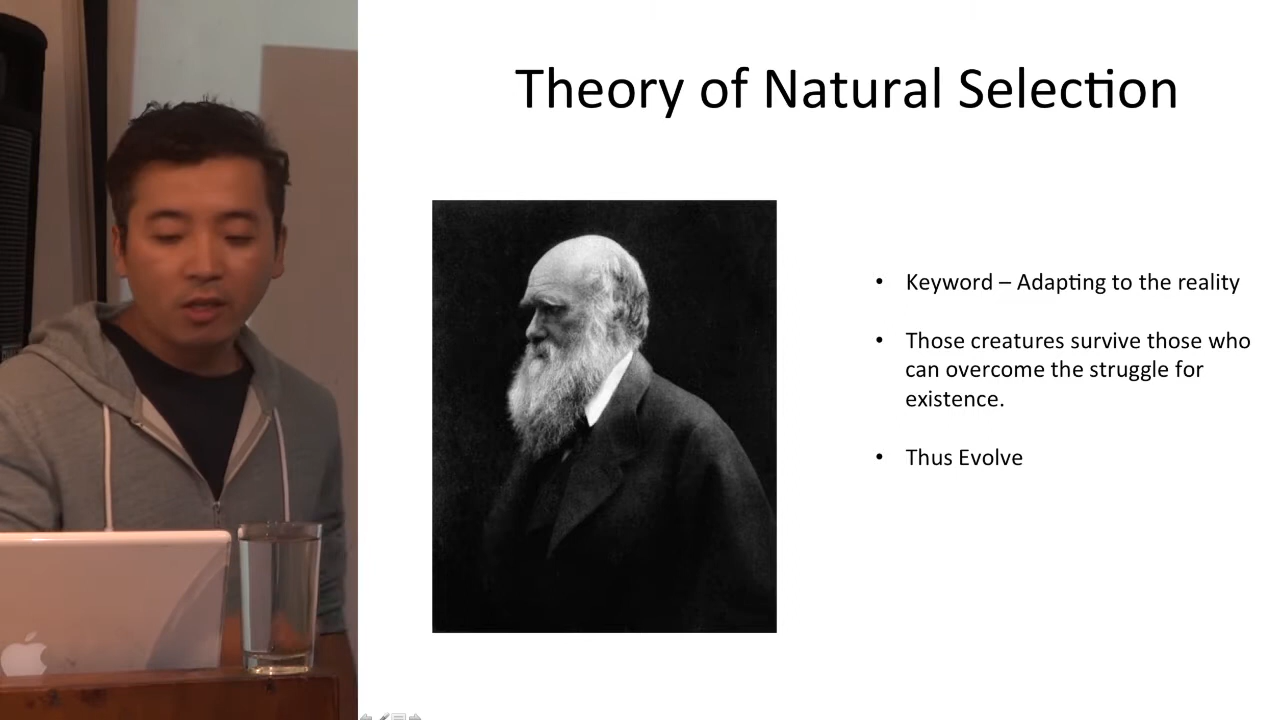 Theory of Natural Selection
• Keyword – Adapting to the reality
• Those creatures survive those who
can overcome the struggle for
existence.
• Thus Evolve